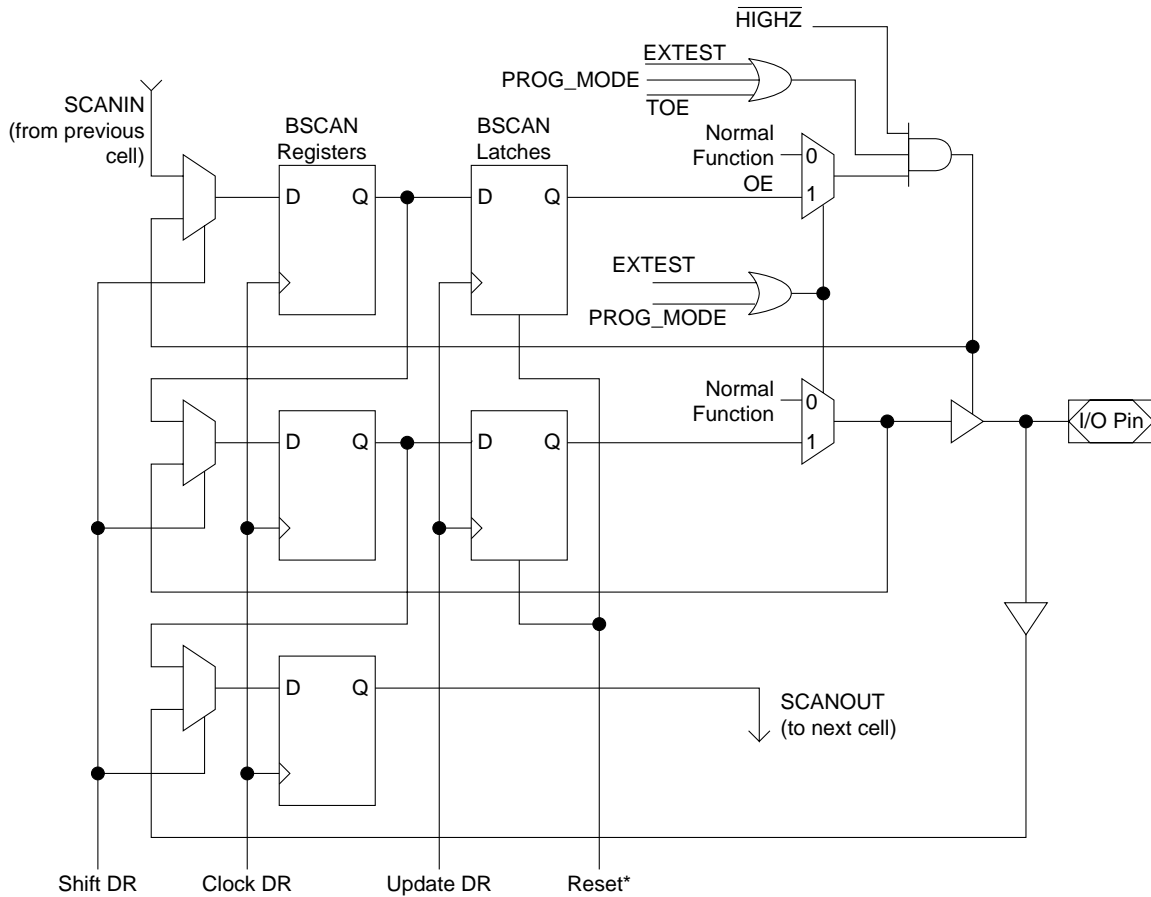 HIGHZ
EXTEST
PROG_MODE
TOE
SCANIN
(from previous
cell)
BSCAN
Registers
BSCAN
Latches
Normal
Function
OE
0
1
D Q
D Q
EXTEST
PROG_MODE
Normal
Function
0
1
D Q
D Q
I/O Pin
D Q
SCANOUT
(to next cell)
Shift DR
Clock DR
Update DR
Reset*